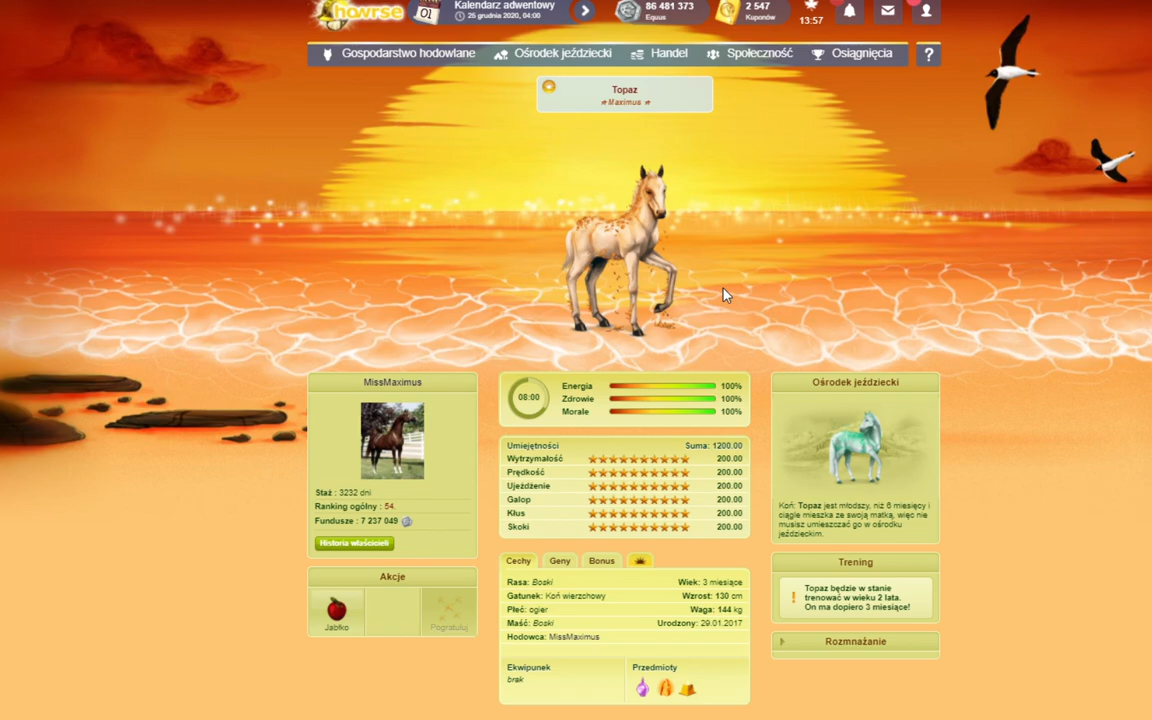 howrse
01
Kalendarz adwentowy
25 grudnia 2020, 04:00
86 481 373
Equus
2 547
Kuponów
13:57
Gospodarstwo hodowlane
Ośrodek jeździecki
Handel
Społeczność
Osiągnięcia
?
Topaz
Maximus
MissMaximus
Staż : 3232 dni
Ranking ogólny : 54.
Fundusze : 7 237 049
Historia właścicieli
Akcje
Jabłko
Pogratuluj
08:00
Energia 100%
Zdrowie 100%
Morale 100%
Umiejętności Suma: 1200.00
Wytrzymałość 200.00
Prędkość 200.00
Ujeżdżenie 200.00
Galop 200.00
Kłus 200.00
Skoki 200.00
Cechy Geny Bonus
Rasa: Boski Wiek: 3 miesiące
Gatunek: Koń wierzchowy Wzrost: 130 cm
Płeć: ogier Waga: 144 kg
Maść: Boski Urodzony: 29.01.2017
Hodowca: MissMaximus
Ekwipunek
brak
Przedmioty
Ośrodek jeździecki
Koń: Topaz jest młodszy, niż 6 miesięcy i
ciągle mieszka ze swoją matką, więc nie
musisz umieszczać go w ośrodku
jeździeckim.
Trening
! Topaz będzie w stanie
trenować w wieku 2 lata.
On ma dopiero 3 miesiące!
Rozmnażanie